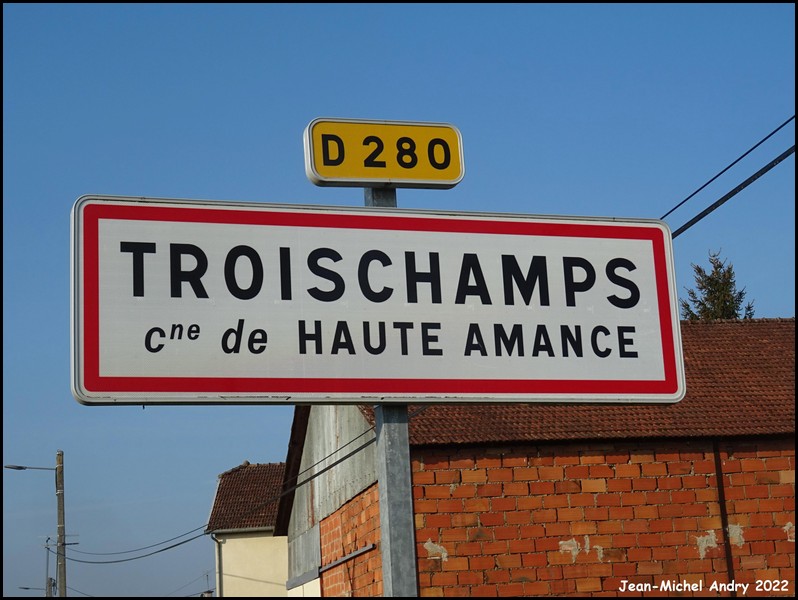 D 280
TROISCHAMPS
cne de HAUTE AMANCE
Jean-Michel Andry 2022